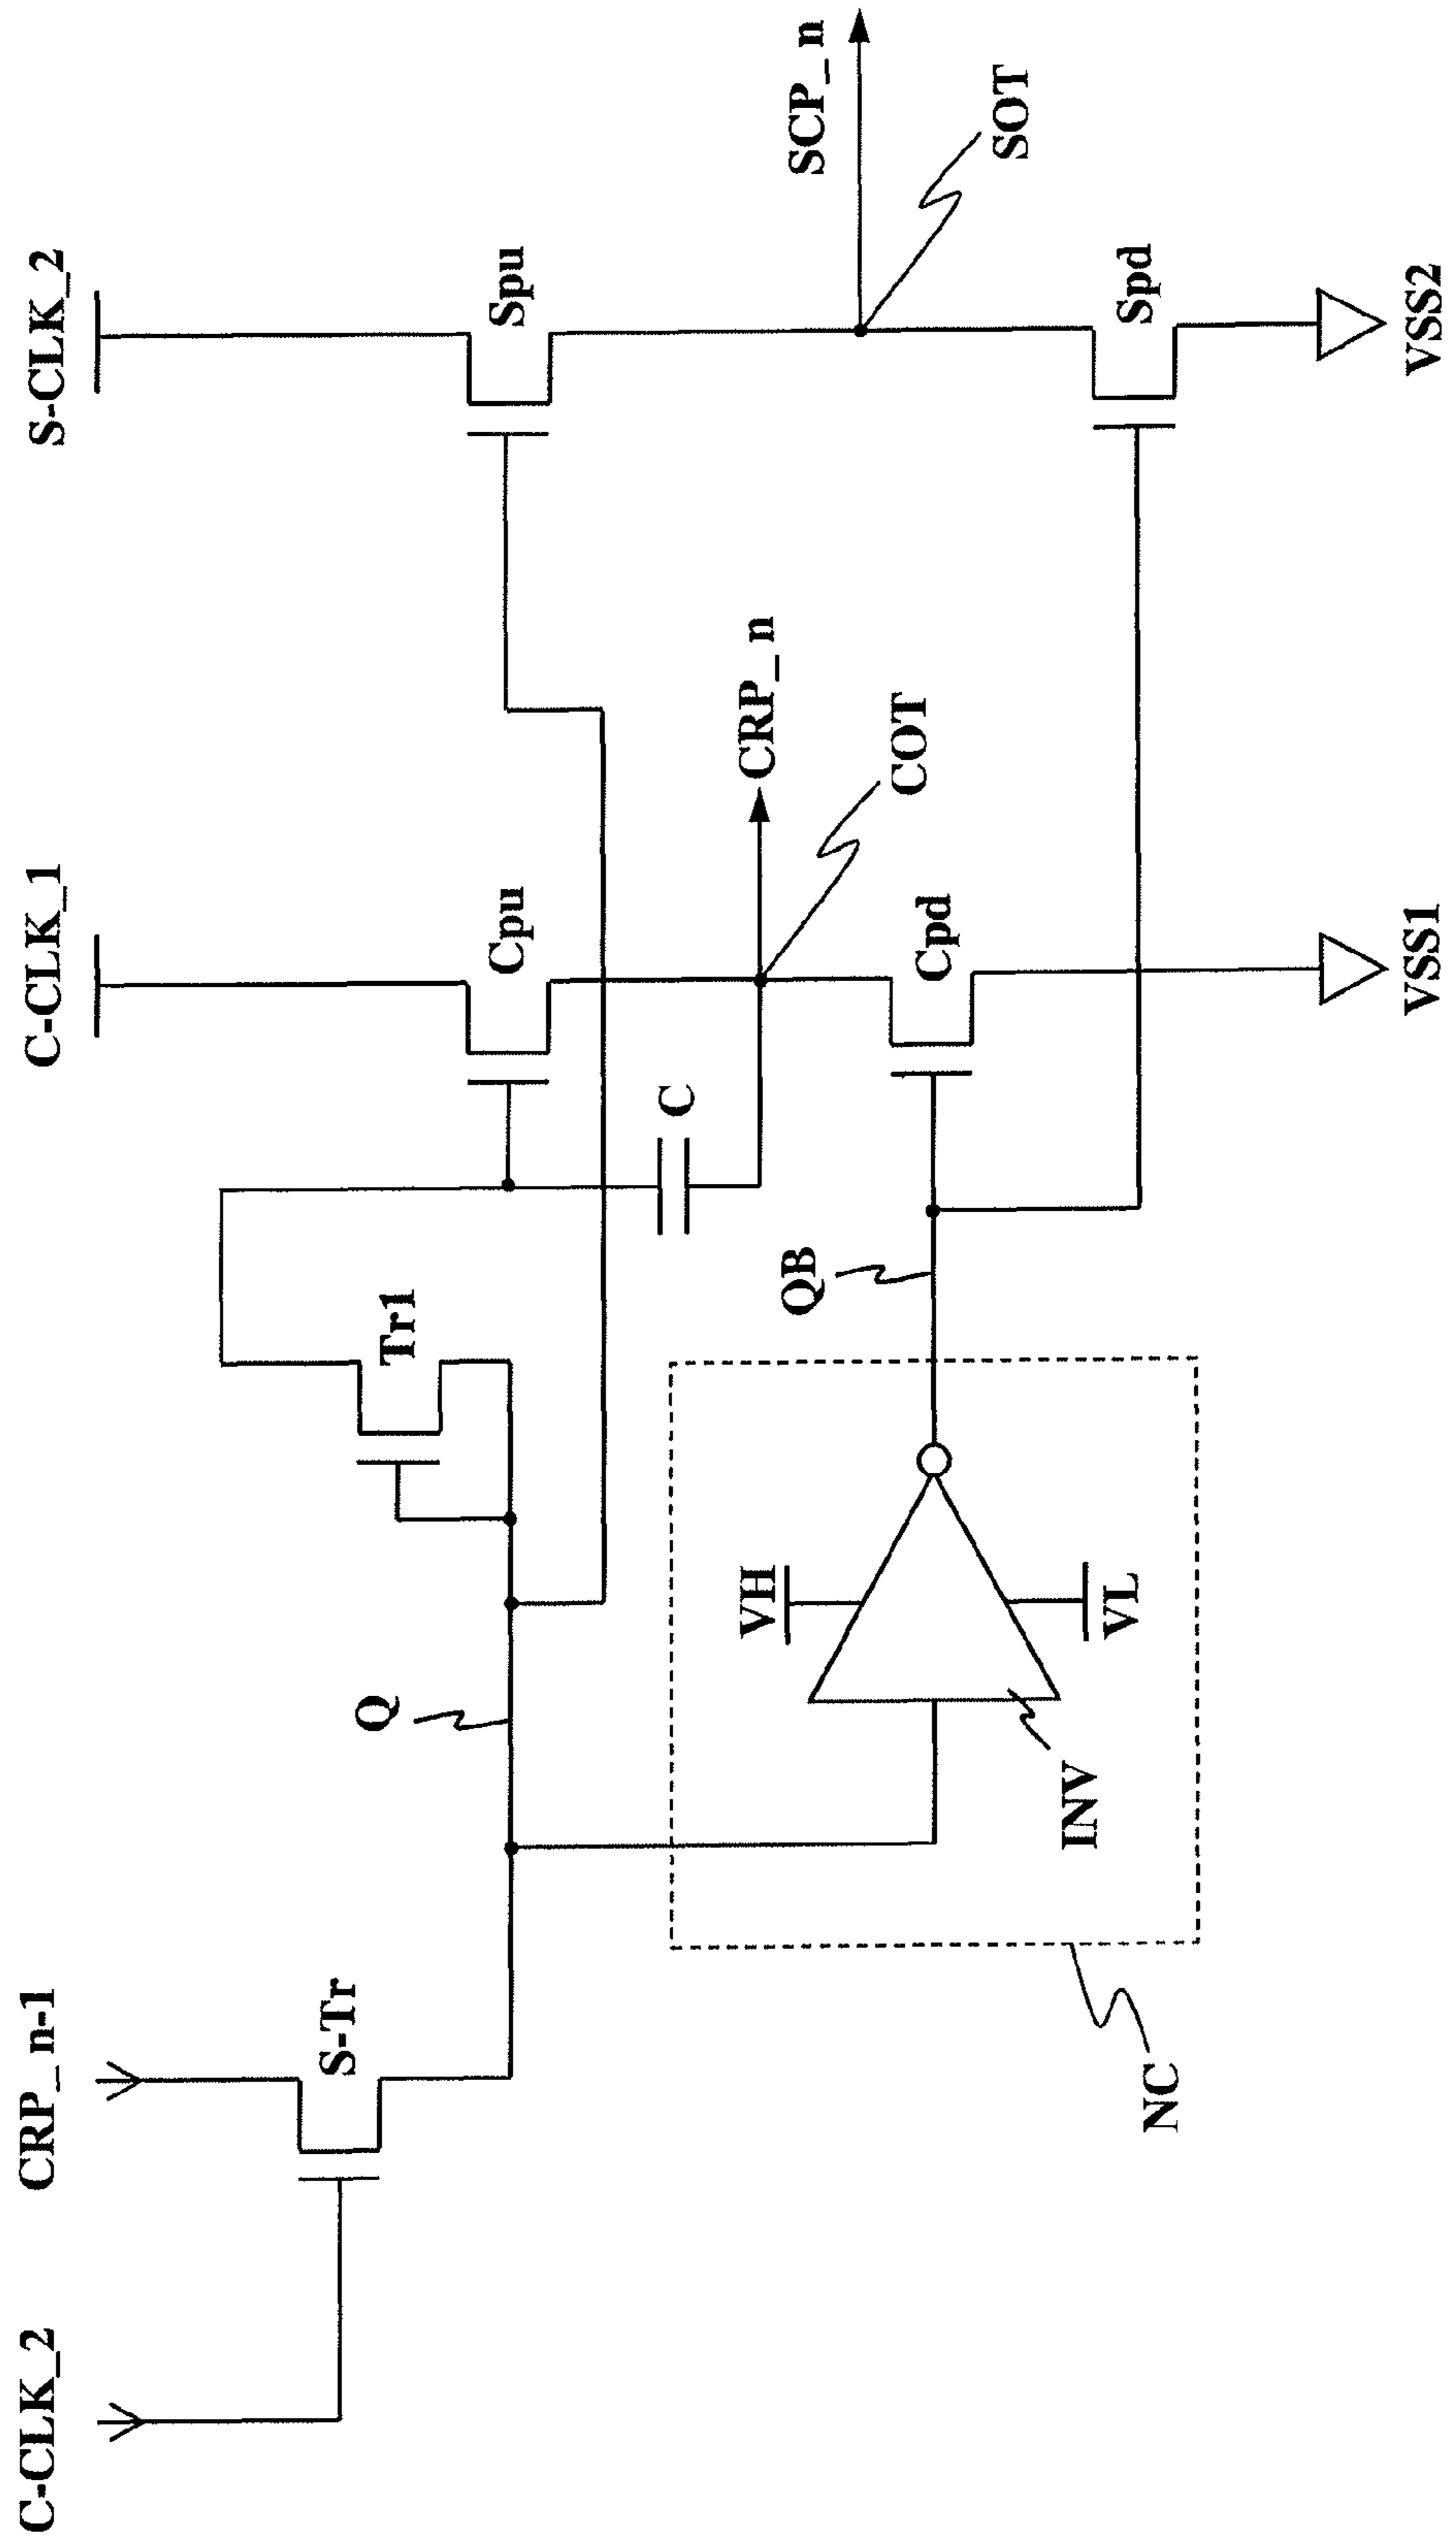 C-CLK_2
CRP_n-1
C-CLK_1
S-CLK_2
S-Tr
Q
Tr1
Cpu
Spu
C
CRP_n
SCP_n
VH
QB
COT
SOT
Cpd
Spd
INV
VL
NC
VSS1
VSS2